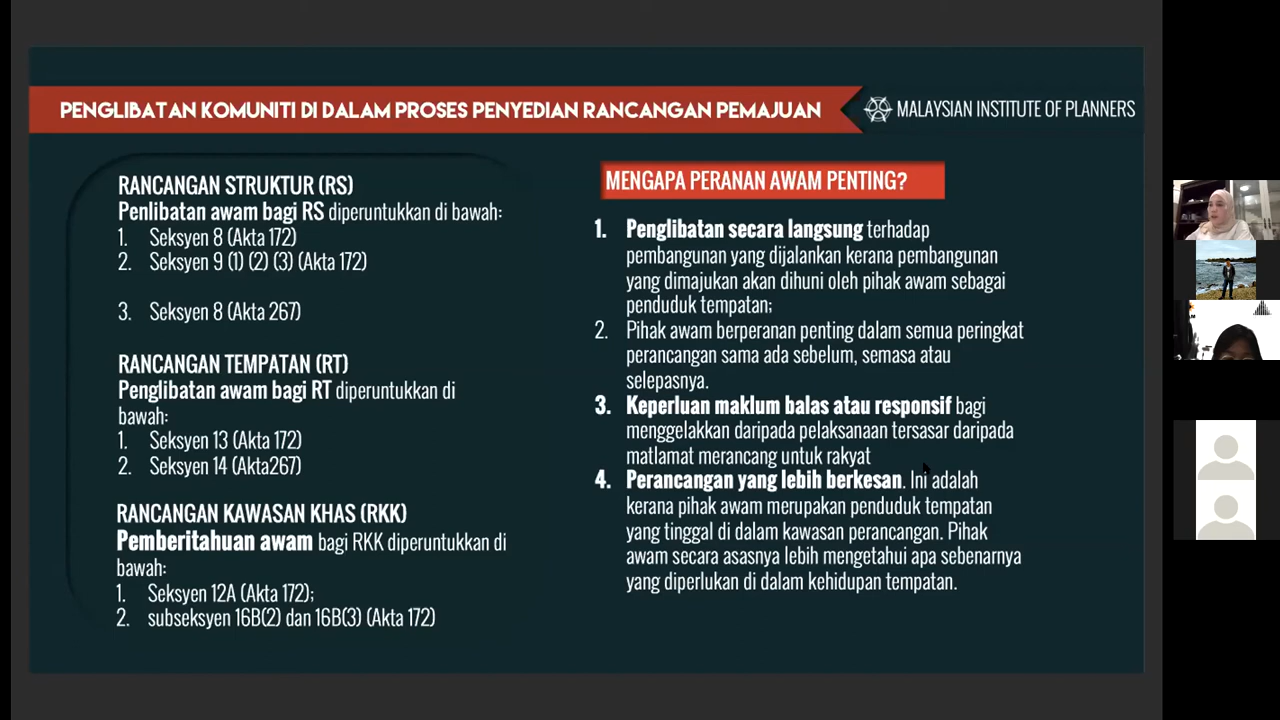 PENGLIBATAN KOMUNITI DI DALAM PROSES PENYEDIAN RANCANGAN PEMAJUAN
MALAYSIAN INSTITUTE OF PLANNERS
RANCANGAN STRUKTUR (RS)
Penlibatan awam bagi RS diperuntukkan di bawah:
1. Seksyen 8 (Akta 172)
2. Seksyen 9 (1) (2) (3) (Akta 172)
3. Seksyen 8 (Akta 267)
RANCANGAN TEMPATAN (RT)
Penglibatan awam bagi RT diperuntukkan di
bawah:
1. Seksyen 13 (Akta 172)
2. Seksyen 14 (Akta267)
RANCANGAN KAWASAN KHAS (RKK)
Pemberitahuan awam bagi RKK diperuntukkan di
bawah:
1. Seksyen 12A (Akta 172);
2. subseksyen 16B(2) dan 16B(3) (Akta 172)
MENGAPA PERANAN AWAM PENTING?
1. Penglibatan secara langsung terhadap
pembangunan yang dijalankan kerana pembangunan
yang dimajukan akan dihuni oleh pihak awam sebagai
penduduk tempatan;
2. Pihak awam berperanan penting dalam semua peringkat
perancangan sama ada sebelum, semasa atau
selepasnya.
3. Keperluan maklum balas atau responsif bagi
menggelakkan daripada pelaksanaan tersasar daripada
matlamat merancang untuk rakyat
4. Perancangan yang lebih berkesan. Ini adalah
kerana pihak awam merupakan penduduk tempatan
yang tinggal di dalam kawasan perancangan. Pihak
awam secara asasnya lebih mengetahui apa sebenarnya
yang diperlukan di dalam kehidupan tempatan.